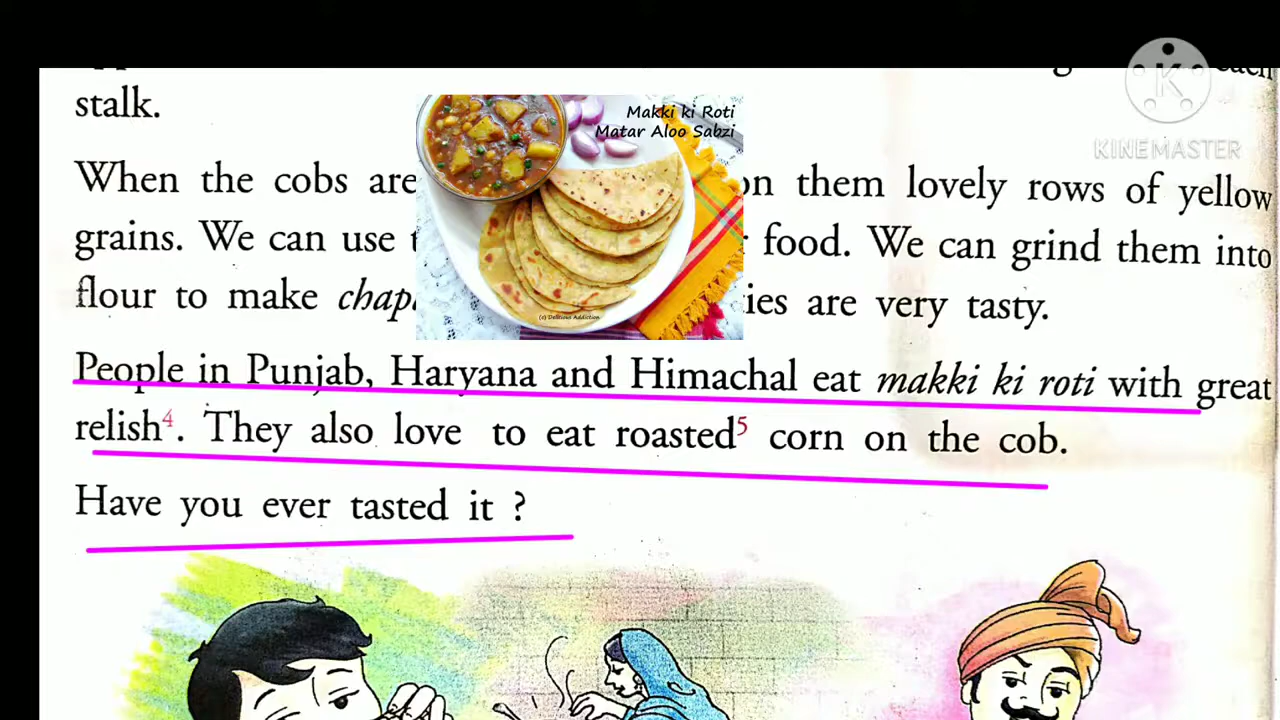 each
stalk.
KINEMASTER
Makki ki Roti
Matar Aloo Sabzi
When the cobs are on them lovely rows of yellow
grains. We can use food. We can grind them into
flour to make ies are very tasty.
(c) Delicious Addiction
People in Punjab, Haryana and Himachal eat makki ki roti with great
relish4. They also love to eat roasted5 corn on the cob.
Have you ever tasted it ?